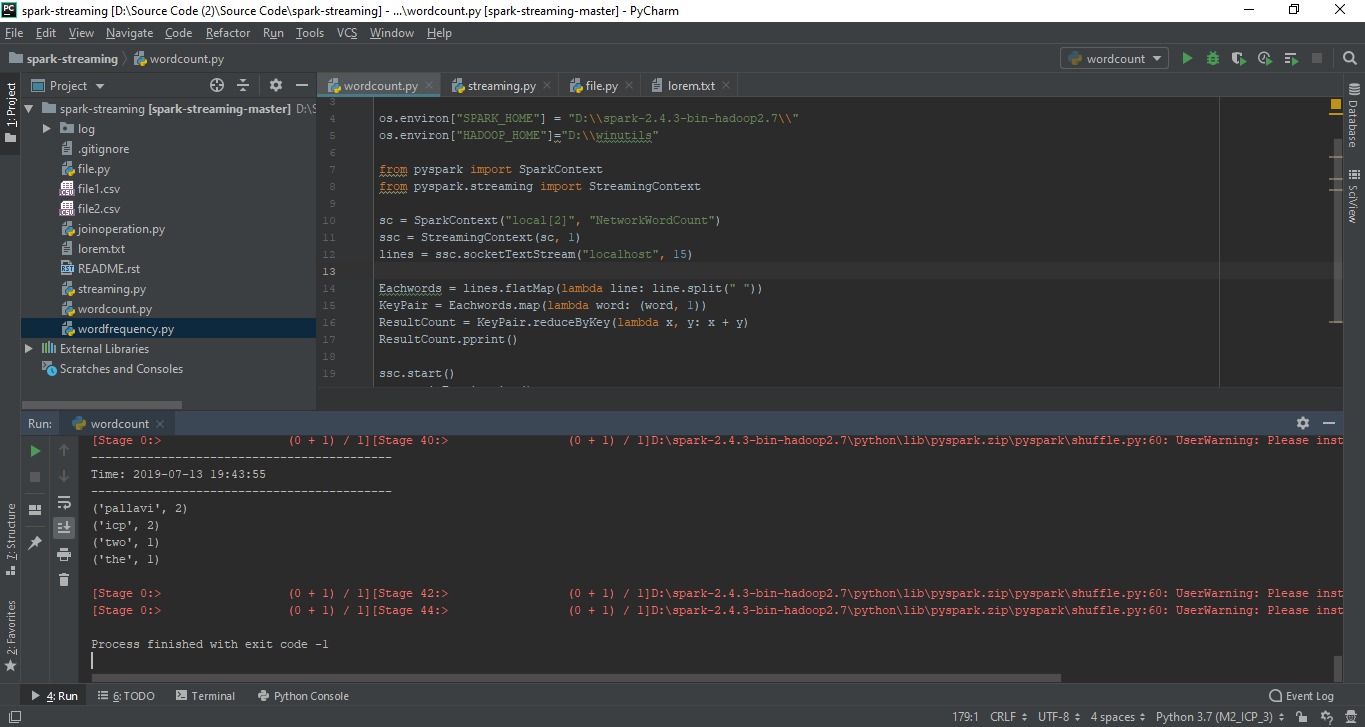 spark-streaming [D:\Source Code (2)\Source Code\spark-streaming] - ...\wordcount.py [spark-streaming-master] - PyCharm
File Edit View Navigate Code Refactor Run Tools VCS Window Help
spark-streaming wordcount.py wordcount
Project wordcount.py streaming.py file.py lorem.txt
1: Project
spark-streaming [spark-streaming-master] D:\S
log
.gitignore
file.py
file1.csv
file2.csv
joinoperation.py
lorem.txt
README.rst
streaming.py
wordcount.py
wordfrequency.py
External Libraries
Scratches and Consoles
3
4 os.environ["SPARK_HOME"] = "D:\\spark-2.4.3-bin-hadoop2.7\\"
5 os.environ["HADOOP_HOME"]="D:\\winutils"
6
7 from pyspark import SparkContext
8 from pyspark.streaming import StreamingContext
9
10 sc = SparkContext("local[2]", "NetworkWordCount")
11 ssc = StreamingContext(sc, 1)
12 lines = ssc.socketTextStream("localhost", 15)
13
14 Eachwords = lines.flatMap(lambda line: line.split(" "))
15 KeyPair = Eachwords.map(lambda word: (word, 1))
16 ResultCount = KeyPair.reduceByKey(lambda x, y: x + y)
17 ResultCount.pprint()
18
19 ssc.start()
Database
SciView
Run: wordcount
[Stage 0:> (0 + 1) / 1][Stage 40:> (0 + 1) / 1]D:\spark-2.4.3-bin-hadoop2.7\python\lib\pyspark.zip\pyspark\shuffle.py:60: UserWarning: Please inst
-------------------------------------------
Time: 2019-07-13 19:43:55
-------------------------------------------
('pallavi', 2)
('icp', 2)
('two', 1)
('the', 1)
[Stage 0:> (0 + 1) / 1][Stage 42:> (0 + 1) / 1]D:\spark-2.4.3-bin-hadoop2.7\python\lib\pyspark.zip\pyspark\shuffle.py:60: UserWarning: Please inst
[Stage 0:> (0 + 1) / 1][Stage 44:> (0 + 1) / 1]D:\spark-2.4.3-bin-hadoop2.7\python\lib\pyspark.zip\pyspark\shuffle.py:60: UserWarning: Please inst
Process finished with exit code -1
7: Structure
2: Favorites
4: Run 6: TODO Terminal Python Console Event Log
179:1 CRLF UTF-8 4 spaces Python 3.7 (M2_ICP_3)